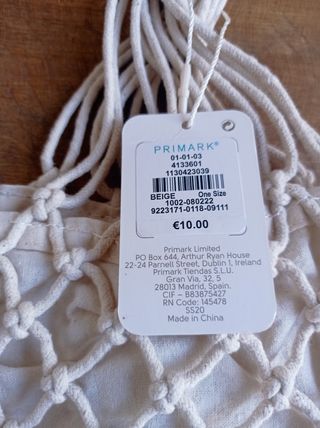 PRIMARK®
01-01-03
4133601
1130423039
BEIGE One Size
1002-080222
9223171-0118-09111
€10.00
Primark Limited
PO Box 644, Arthur Ryan House
22-24 Parnell Street, Dublin 1, Ireland
Primark Tiendas S.L.U.
Gran Via, 32, 5
28013 Madrid, Spain.
CIF – B83875427
RN Code: 145478
SS20
Made in China